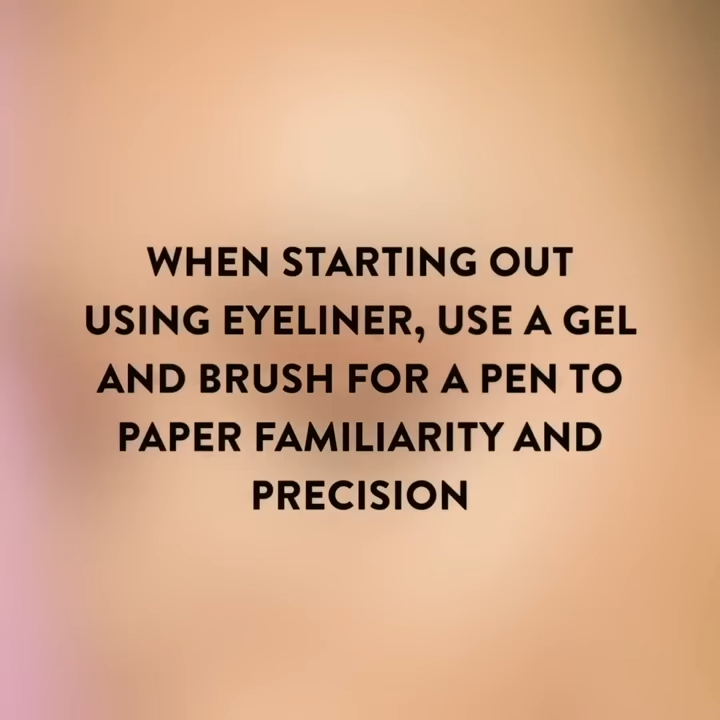 WHEN STARTING OUT
USING EYELINER, USE A GEL
AND BRUSH FOR A PEN TO
PAPER FAMILIARITY AND
PRECISION